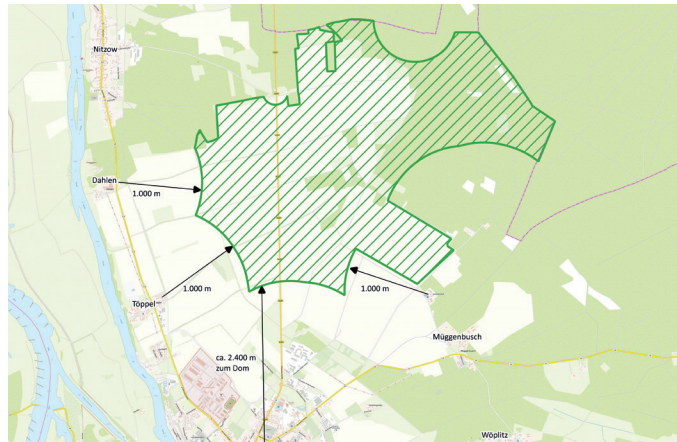 Nitzow
Dahlen
1.000 m
Töppel
1.000 m
1.000 m
Müggenbusch
ca. 2.400 m
zum Dom
Wöplitz